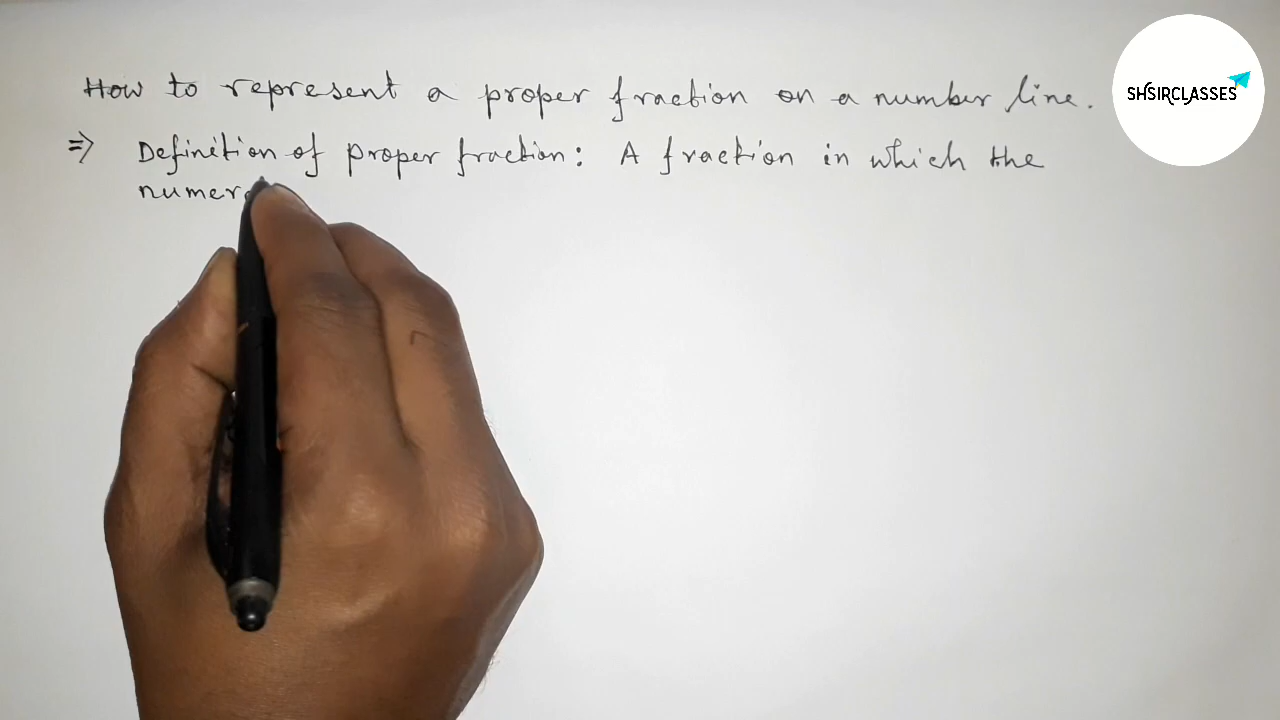 How to represent a proper fraction on a number line.
SHSIRCLASSES
=> Definition of proper fraction: A fraction in which the
numer